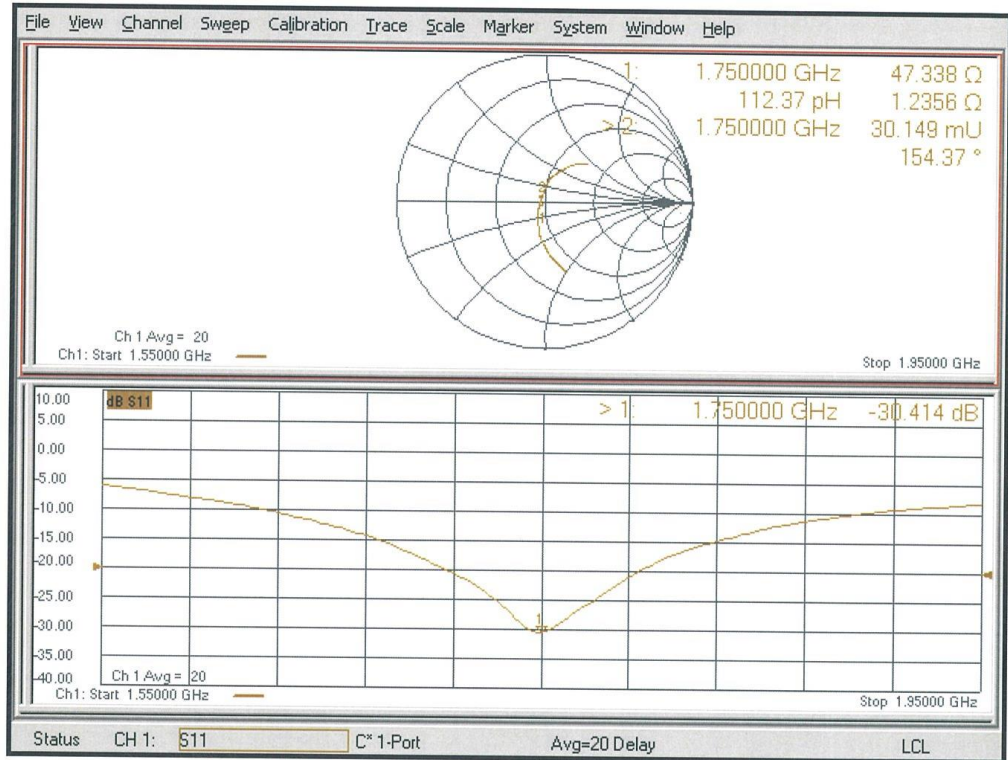 File View Channel Sweep Calibration Trace Scale Marker System Window Help
1: 1.750000 GHz 47.338 Ω
112.37 pH 1.2356 Ω
> 2: 1.750000 GHz 30.149 mU
154.37 °
Ch 1 Avg = 20
Ch1: Start 1.55000 GHz
Stop 1.95000 GHz
10.00
dB S11
> 1: 1.750000 GHz -30.414 dB
5.00
0.00
-5.00
-10.00
-15.00
-20.00
-25.00
-30.00
1
-35.00
-40.00
Ch 1 Avg = 20
Ch1: Start 1.55000 GHz
Stop 1.95000 GHz
Status CH 1: S11 C* 1-Port Avg=20 Delay LCL